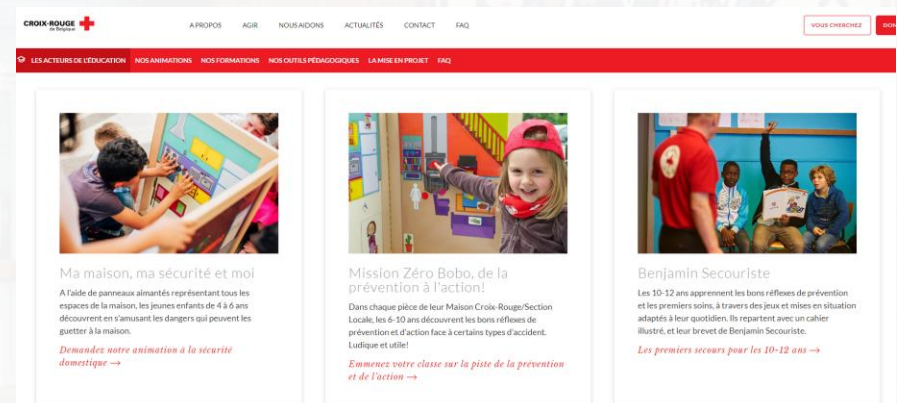 CROIX-ROUGE
de Belgique
A PROPOS AGIR NOUS AIDONS ACTUALITÉS CONTACT FAQ
VOUS CHERCHEZ
LES ACTEURS DE L'ÉDUCATION NOS ANIMATIONS NOS FORMATIONS NOS OUTILS PÉDAGOGIQUES LA MISE EN PROJET FAQ
Ma maison, ma sécurité et moi
A l'aide de panneaux aimantés représentant tous les
espaces de la maison, les jeunes enfants de 4 à 6 ans
découvrent en s'amusant les dangers qui peuvent les
guetter à la maison.
Demandez notre animation à la sécurité
domestique →
Mission Zéro Bobo, de la
prévention à l'action!
Dans chaque pièce de leur Maison Croix-Rouge/Section
Locale, les 6-10 ans découvrent les bons réflexes de
prévention et d'action face à certains types d'accident.
Ludique et utile!
Emmenez votre classe sur la piste de la prévention
et de l'action →
Benjamin Secouriste
Les 10-12 ans apprennent les bons réflexes de prévention
et les premiers soins, à travers des jeux et mises en situation
adaptés à leur quotidien. Ils repartent avec un cahier
illustré, et leur brevet de Benjamin Secouriste.
Les premiers secours pour les 10-12 ans →